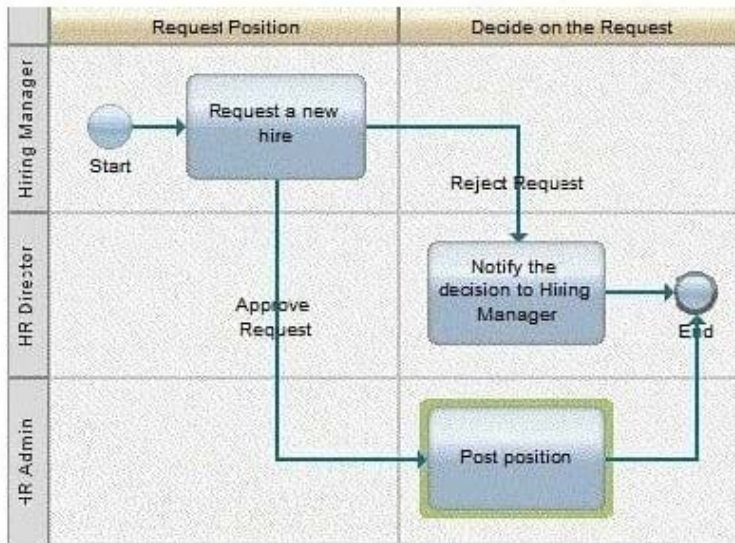 Request Position
Decide on the Request
Hiring Manager
Request a new
hire
Start
Reject Request
HR Director
Notify the
decision to Hiring
Manager
Approve
Request
End
HR Admin
Post position